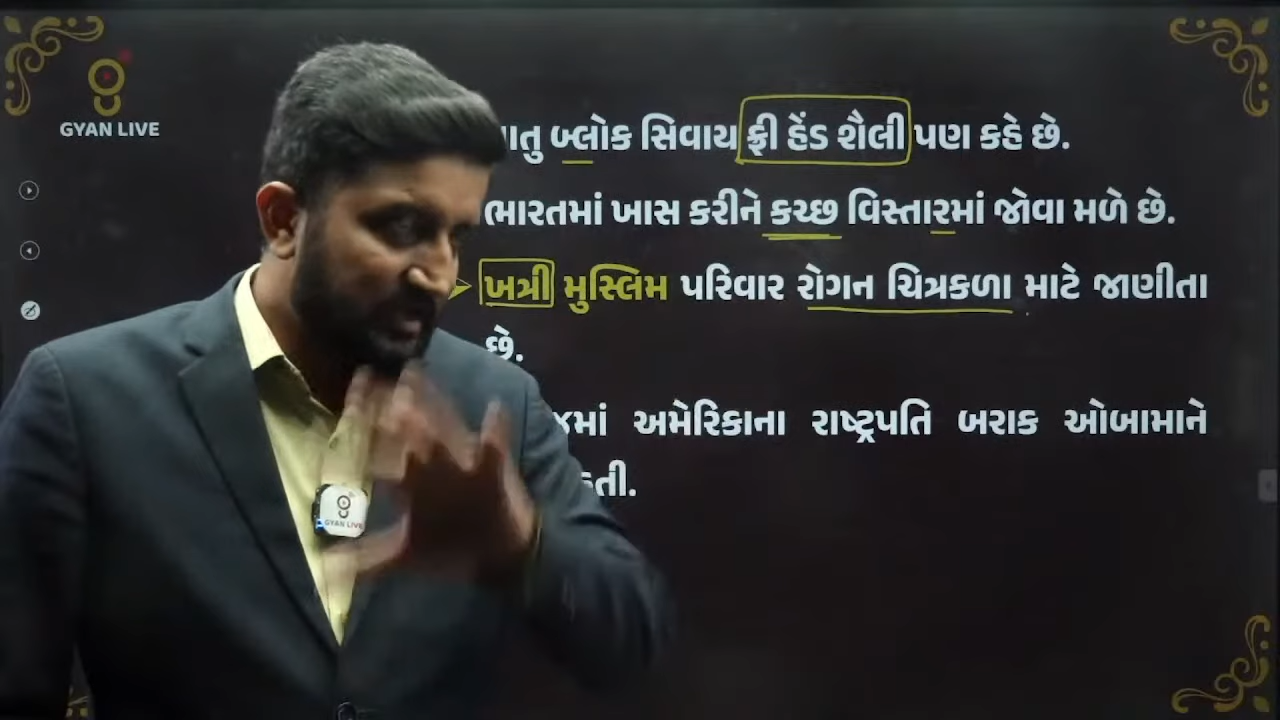 GYAN LIVE
બ્લોક સિવાય ફ્રી હેંડ શૈલી પણ કહે છે.
ભારતમાં ખાસ કરીને કચ્છ વિસ્તારમાં જોવા મળે છે.
ખત્રી મુસ્લિમ પરિવાર રોગન ચિત્રકળા માટે જાણીતા
છે.
અમેરિકાના રાષ્ટ્રપતિ બરાક ઓબામાને
GYAN LIVE